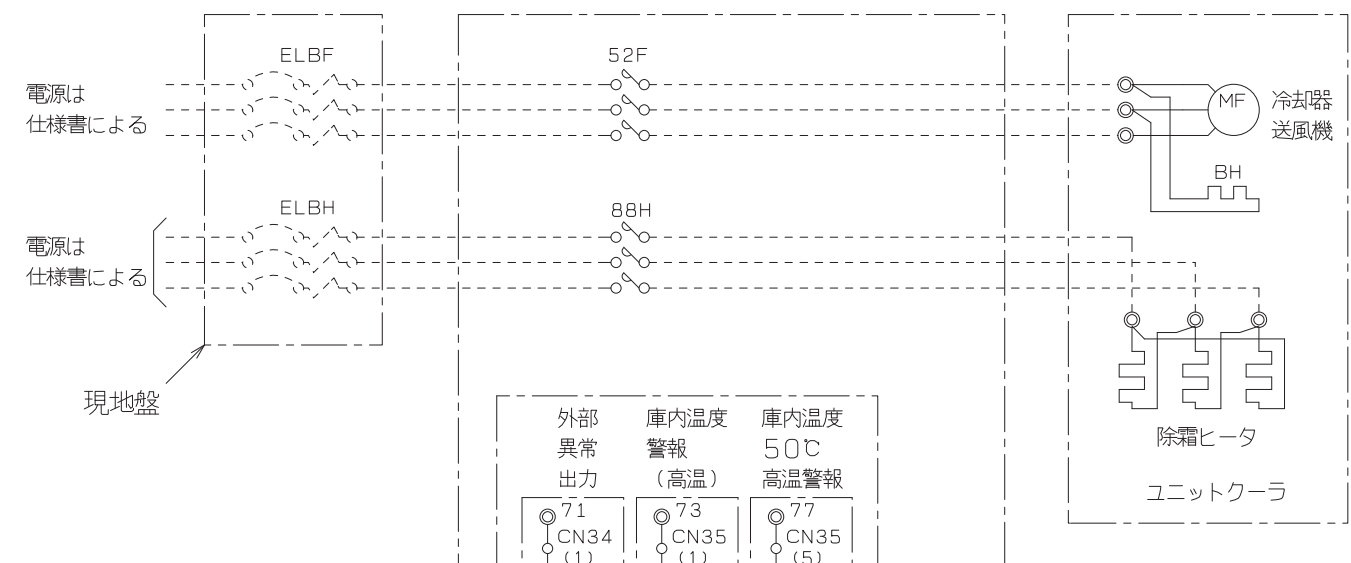 ELBF
52F
電源は
仕様書による
MF
冷却器
送風機
BH
ELBH
88H
電源は
仕様書による
現地盤
外部
異常
出力
庫内温度
警報
(高温)
庫内温度
50℃
高温警報
除霜ヒータ
ユニットクーラ
71
CN34
(1)
73
CN35
(1)
77
CN35
(5)